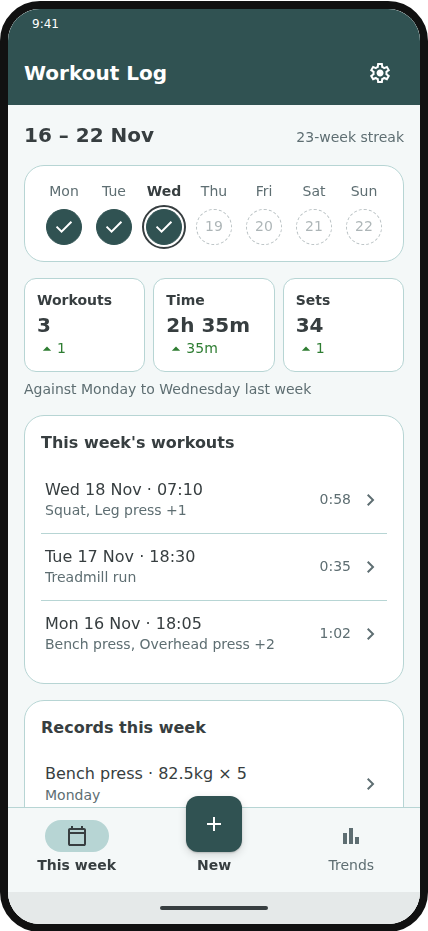 9:41
Workout Log
16 – 22 Nov
23-week streak
Mon Tue Wed Thu Fri Sat Sun
19 20 21 22
Workouts
3
1
Time
2h 35m
35m
Sets
34
1
Against Monday to Wednesday last week
This week's workouts
Wed 18 Nov · 07:10
Squat, Leg press +1
0:58
Tue 17 Nov · 18:30
Treadmill run
0:35
Mon 16 Nov · 18:05
Bench press, Overhead press +2
1:02
Records this week
Bench press · 82.5kg × 5
Monday
This week
New
Trends